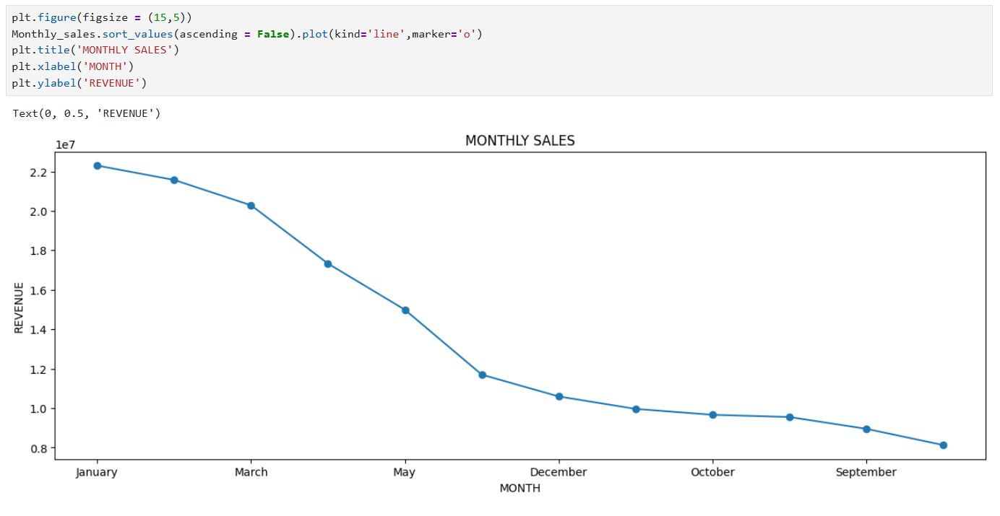 plt.figure(figsize = (15,5))
Monthly_sales.sort_values(ascending = False).plot(kind='line',marker='o')
plt.title('MONTHLY SALES')
plt.xlabel('MONTH')
plt.ylabel('REVENUE')
Text(0, 0.5, 'REVENUE')
MONTHLY SALES
1e7
2.2
2.0
1.8
1.6
1.4
1.2
1.0
0.8
REVENUE
January March May December October September
MONTH